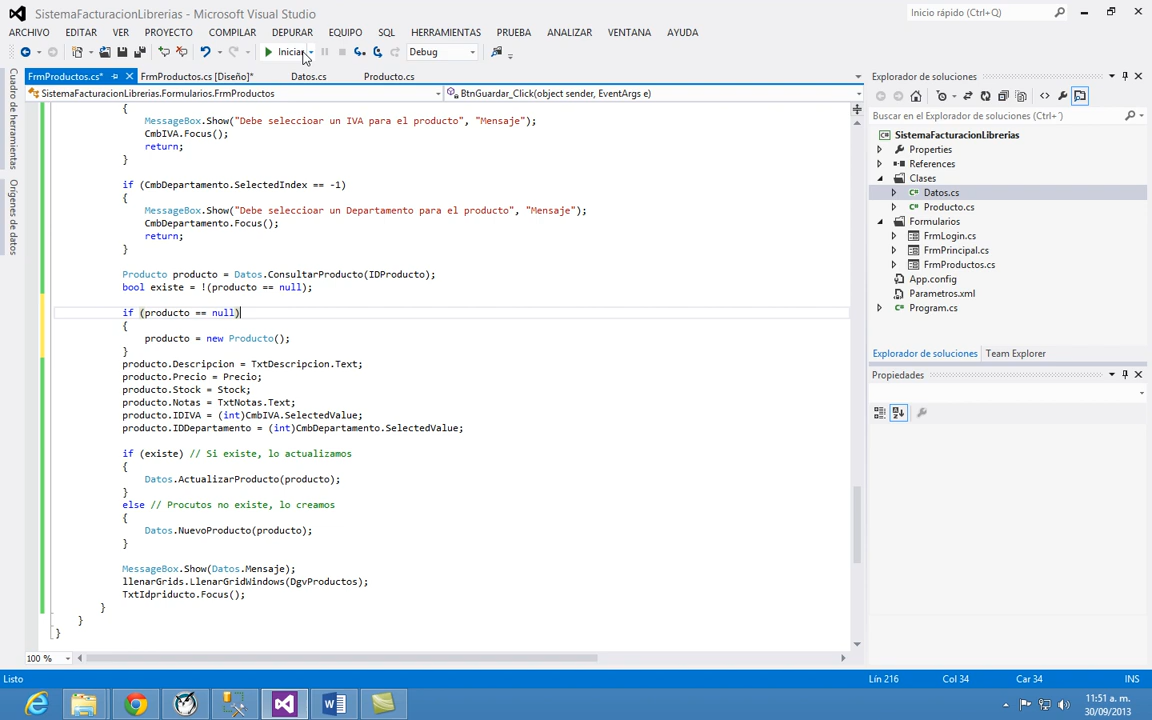 SistemaFacturacionLibrerias - Microsoft Visual Studio
Inicio rápido (Ctrl+Q)
ARCHIVO EDITAR VER PROYECTO COMPILAR DEPURAR EQUIPO SQL HERRAMIENTAS PRUEBA ANALIZAR VENTANA AYUDA
Iniciar Debug
FrmProductos.cs* FrmProductos.cs [Diseño]* Datos.cs Producto.cs
SistemaFacturacionLibrerias.Formularios.FrmProductos BtnGuardar_Click(object sender, EventArgs e)
Cuadro de herramientas
Orígenes de datos
{
MessageBox.Show("Debe seleccioar un IVA para el producto", "Mensaje");
CmbIVA.Focus();
return;
}
if (CmbDepartamento.SelectedIndex == -1)
{
MessageBox.Show("Debe seleccioar un Departamento para el producto", "Mensaje");
CmbDepartamento.Focus();
return;
}
Producto producto = Datos.ConsultarProducto(IDProducto);
bool existe = !(producto == null);
if (producto == null)
{
producto = new Producto();
}
producto.Descripcion = TxtDescripcion.Text;
producto.Precio = Precio;
producto.Stock = Stock;
producto.Notas = TxtNotas.Text;
producto.IDIVA = (int)CmbIVA.SelectedValue;
producto.IDDepartamento = (int)CmbDepartamento.SelectedValue;
if (existe) // Si existe, lo actualizamos
{
Datos.ActualizarProducto(producto);
}
else // Procutos no existe, lo creamos
{
Datos.NuevoProducto(producto);
}
MessageBox.Show(Datos.Mensaje);
llenarGrids.LlenarGridWindows(DgvProductos);
TxtIdpriducto.Focus();
}
}
}
100 %
Explorador de soluciones
Buscar en el Explorador de soluciones (Ctrl+´)
SistemaFacturacionLibrerias
Properties
References
Clases
Datos.cs
Producto.cs
Formularios
FrmLogin.cs
FrmPrincipal.cs
FrmProductos.cs
App.config
Parametros.xml
Program.cs
Explorador de soluciones Team Explorer
Propiedades
Listo Lín 216 Col 34 Car 34 INS
11:51 a. m.
30/09/2013